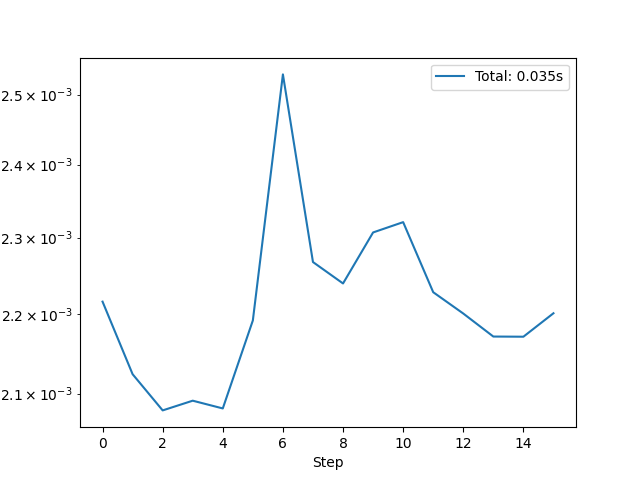 Total: 0.035s
2.5 × 10⁻³
2.4 × 10⁻³
2.3 × 10⁻³
2.2 × 10⁻³
2.1 × 10⁻³
0 2 4 6 8 10 12 14
Step